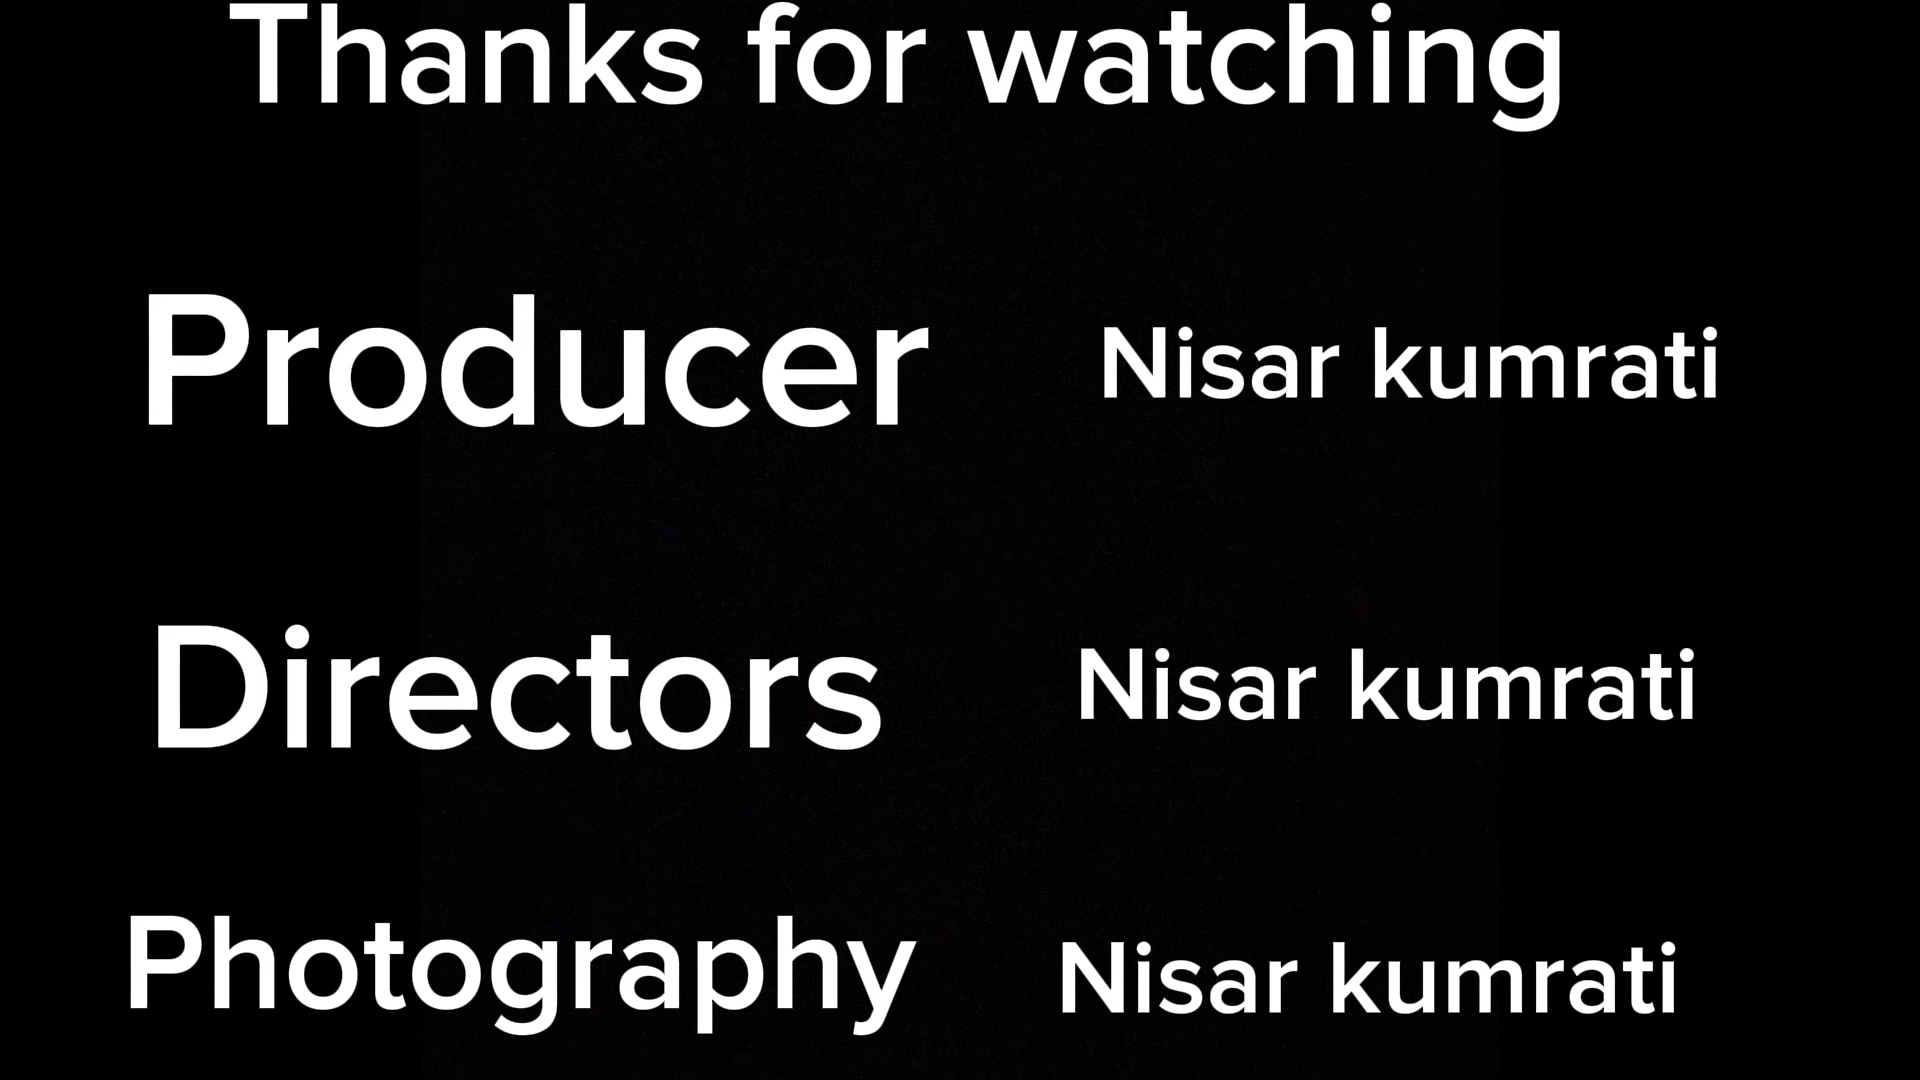 Thanks for watching
Producer Nisar kumrati
Directors Nisar kumrati
Photography Nisar kumrati